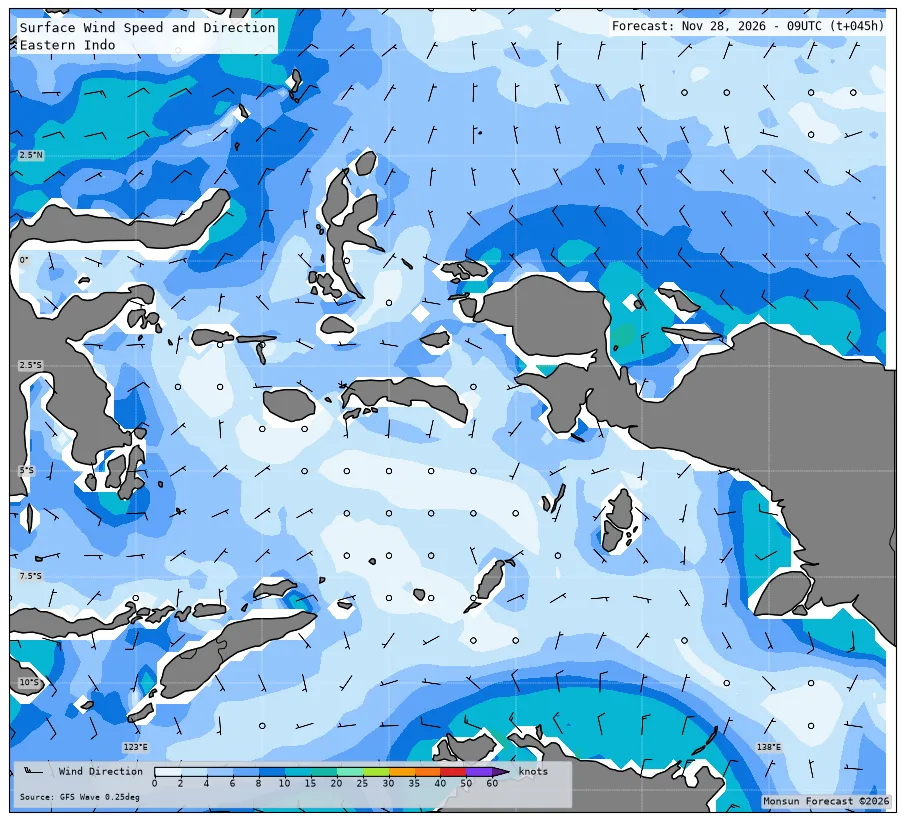 Surface Wind Speed and Direction
Eastern Indo
Forecast: Nov 28, 2026 - 09UTC (t+045h)
2.5°N
0°
2.5°S
5°S
7.5°S
10°S
123°E
138°E
Wind Direction
knots
0 2 4 6 8 10 15 20 25 30 40 50 60
Source: GFS Wave 0.25deg
Monsun Forecast ©2026